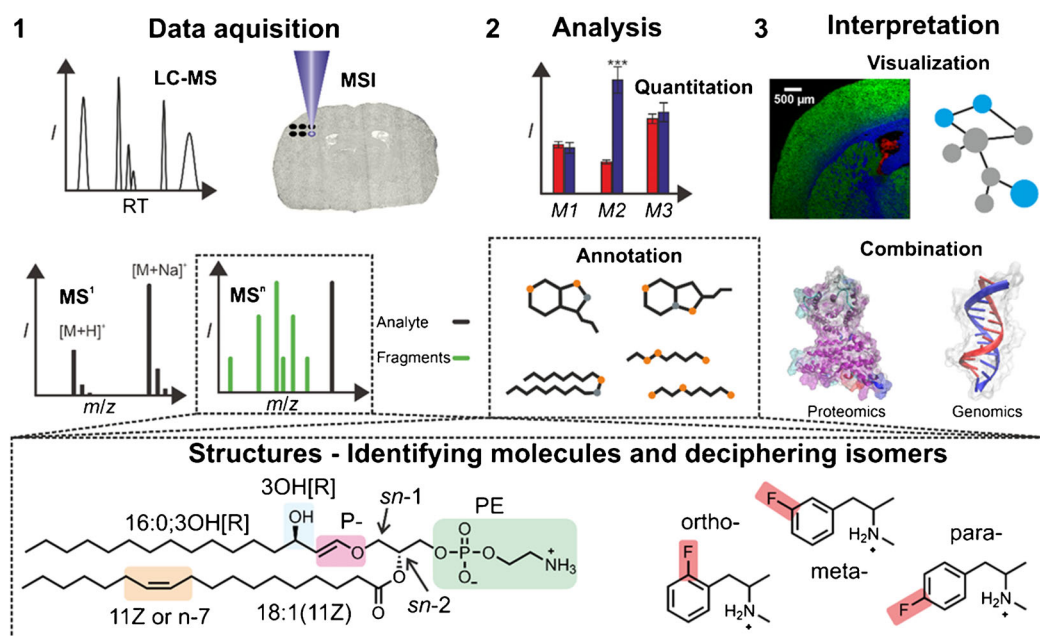 1 Data aquisition
LC-MS
I
RT
MSI
MS¹
[M+H]⁺
[M+Na]⁺
I
m/z
MSⁿ
I
m/z
Analyte
Fragments
2 Analysis
***
Quantitation
I
M1 M2 M3
Annotation
3 Interpretation
Visualization
500 µm
Combination
Proteomics
Genomics
Structures - Identifying molecules and deciphering isomers
3OH[R]
16:0;3OH[R]
OH
P-
sn-1
PE
O
O
O
P
O
O⁻
NH₃
+
O
O
11Z or n-7
18:1(11Z)
sn-2
ortho-
F
H₂N
+
F
H₂N
+
meta-
para-
F
H₂N
+